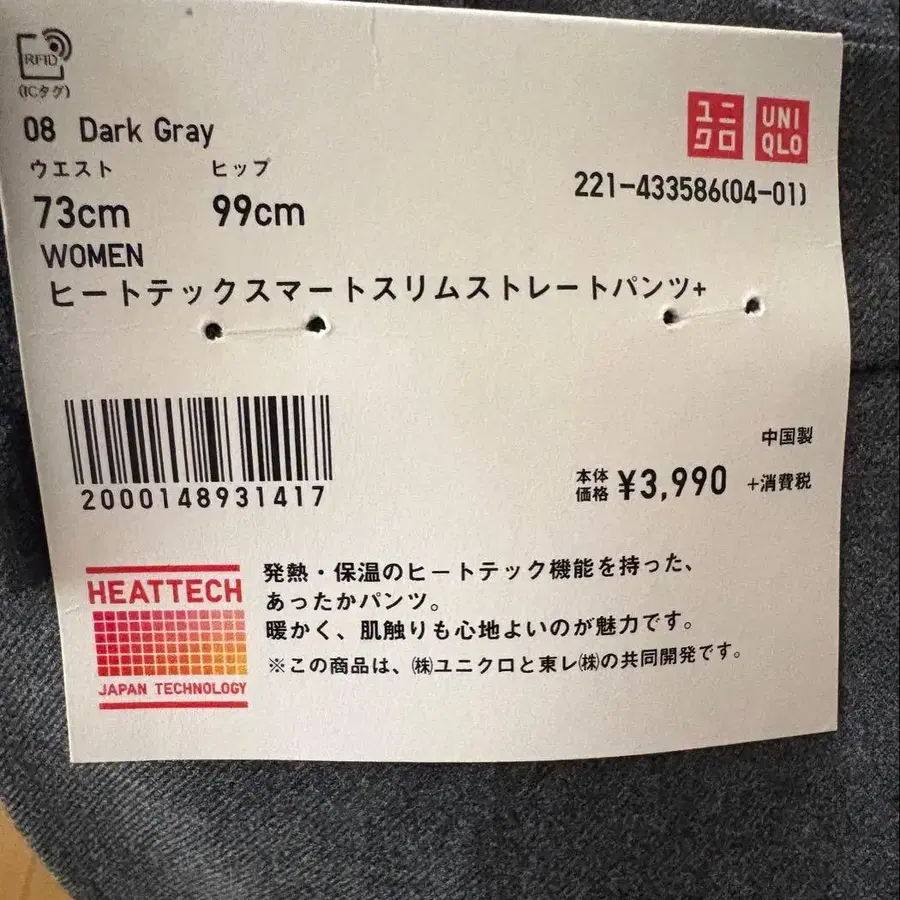 RFID
(ICタグ)
08 Dark Gray
ユニ
クロ
UNI
QLO
ウエスト ヒップ
73cm 99cm
221-433586(04-01)
WOMEN
ヒートテックスマートスリムストレートパンツ+
2000148931417
中国製
本体
価格 ¥3,990 +消費税
HEATTECH
JAPAN TECHNOLOGY
発熱・保温のヒートテック機能を持った、
あったかパンツ。
暖かく、肌触りも心地よいのが魅力です。
※この商品は、㈱ユニクロと東レ㈱の共同開発です。